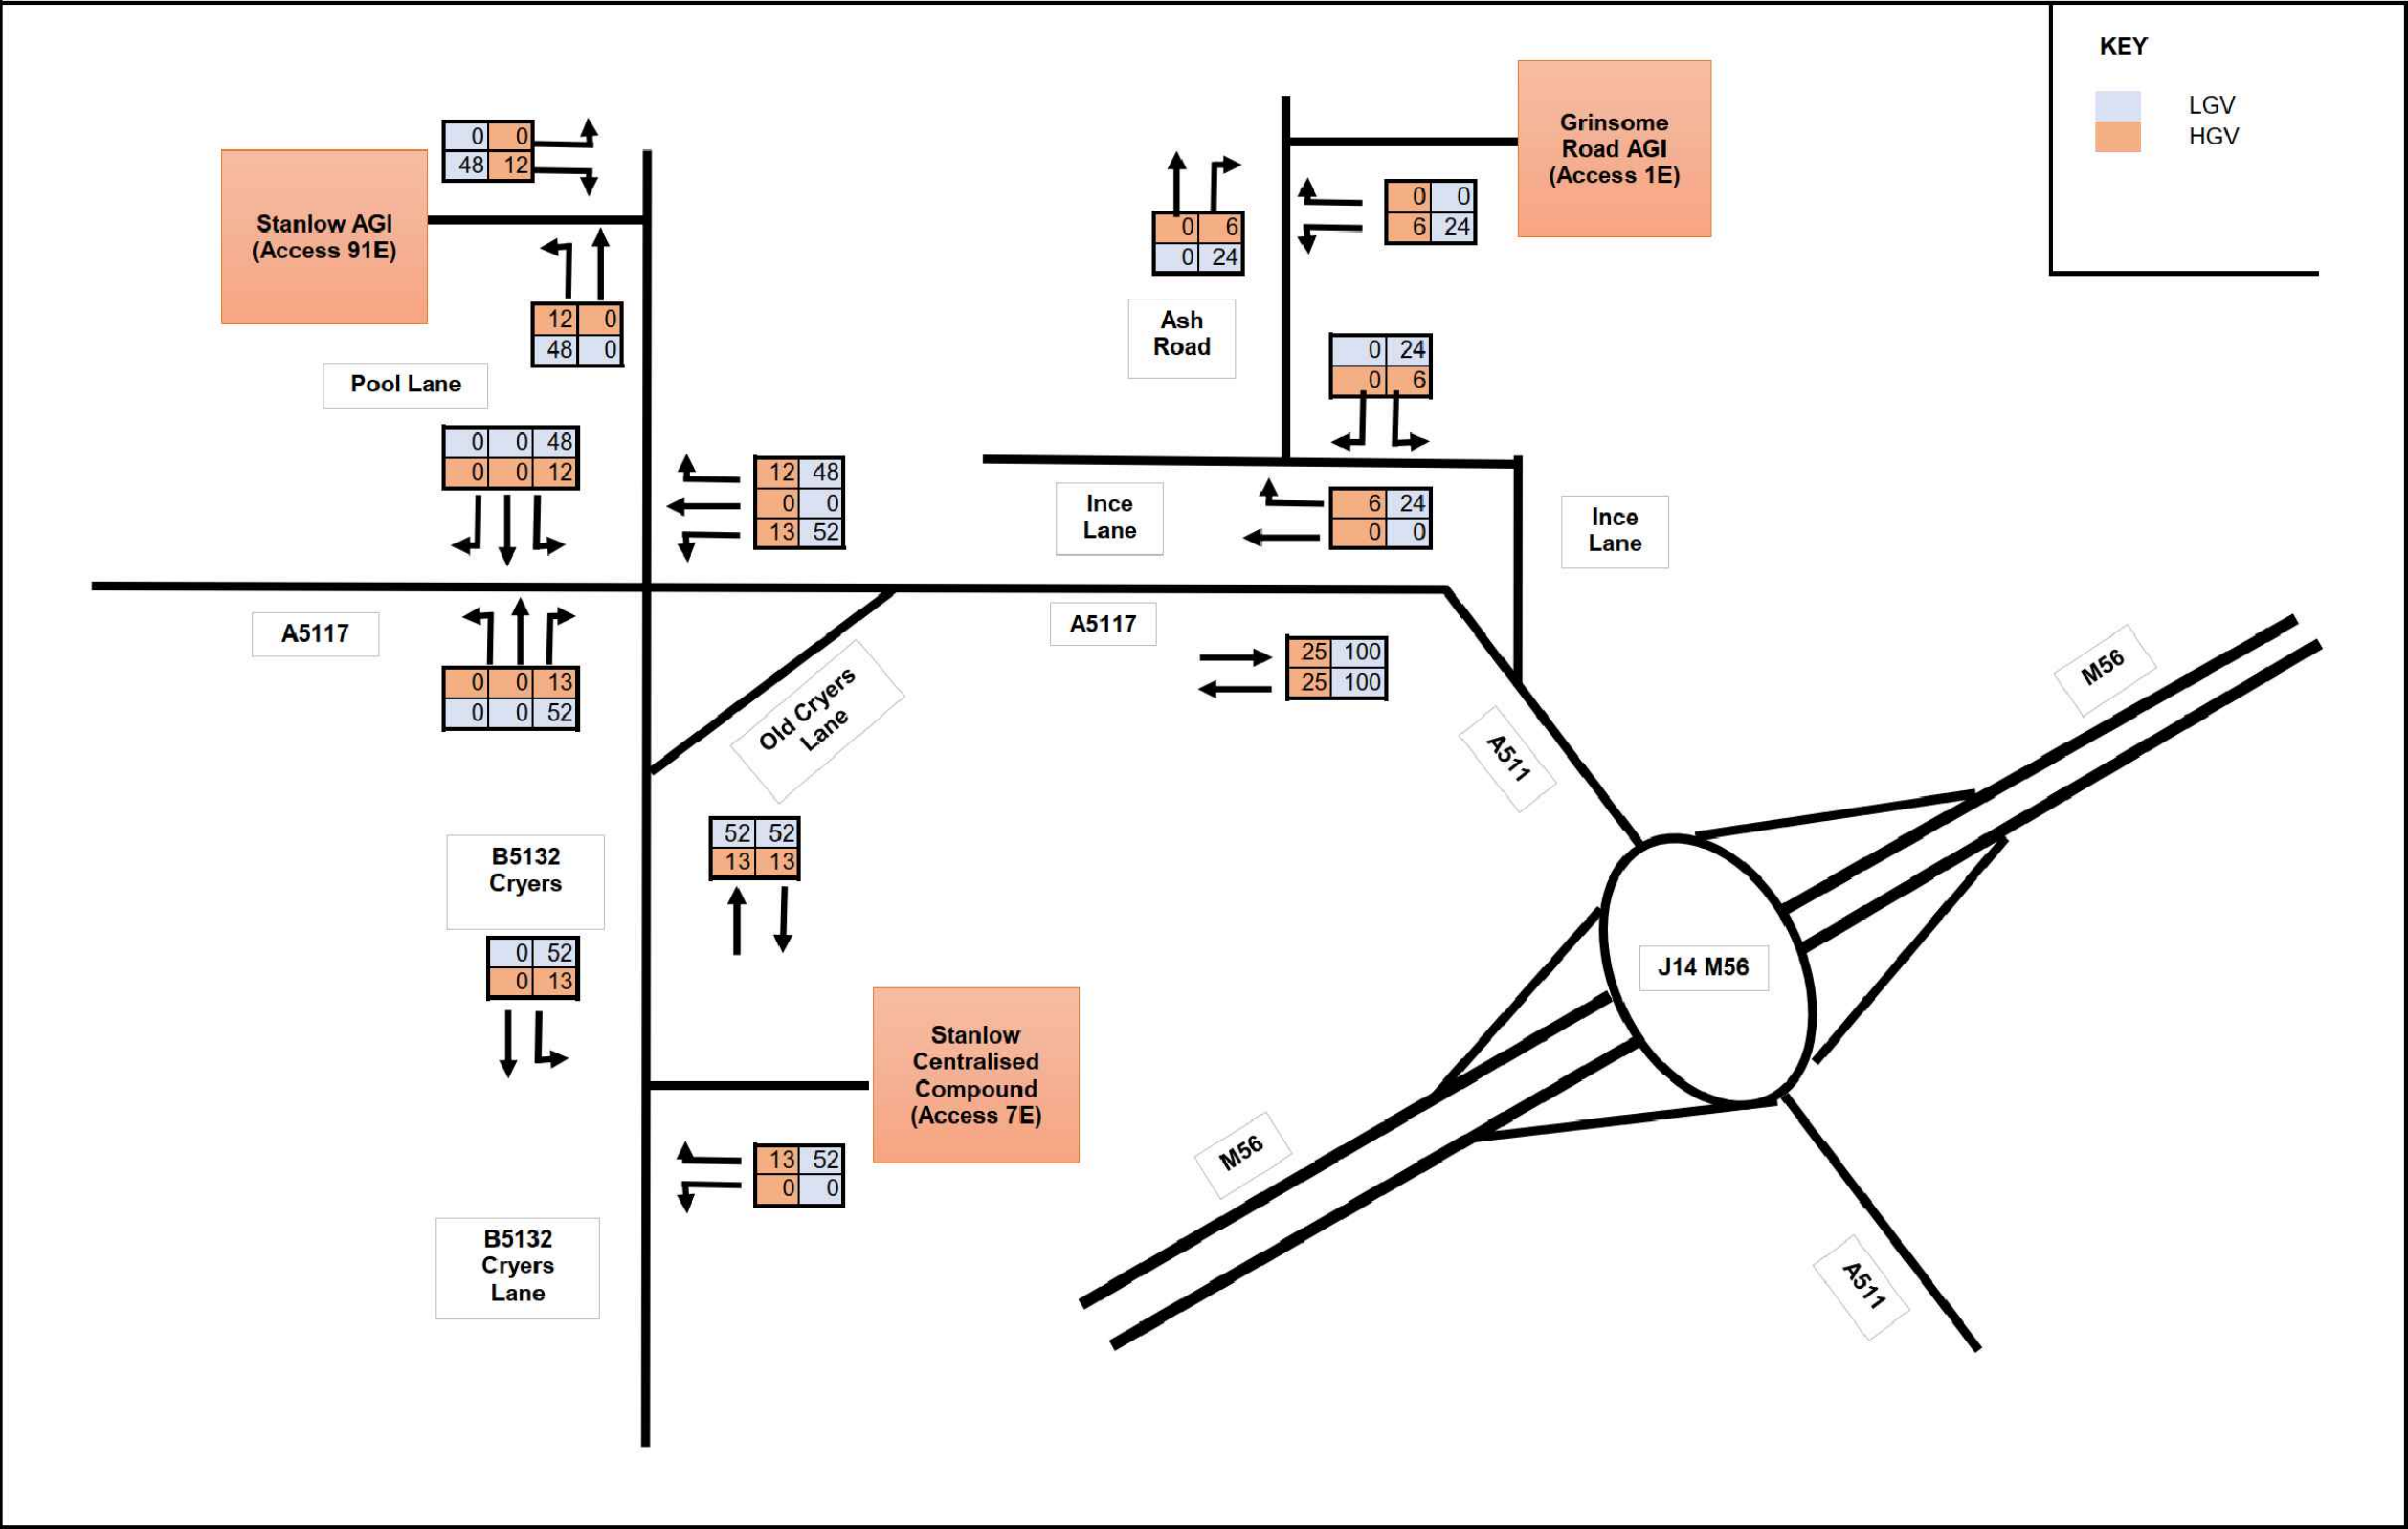 KEY
LGV
HGV
0 0
48 12
Stanlow AGI
(Access 91E)
12 0
48 0
Pool Lane
0 0 48
0 0 12
12 48
0 0
13 52
A5117
0 0 13
0 0 52
Old Cryers
Lane
B5132
Cryers
52 52
13 13
0 52
0 13
Stanlow
Centralised
Compound
(Access 7E)
13 52
0 0
B5132
Cryers
Lane
Grinsome
Road AGI
(Access 1E)
0 0
6 24
0 6
0 24
Ash
Road
0 24
0 6
Ince
Lane
6 24
0 0
Ince
Lane
A5117
25 100
25 100
A511
M56
J14 M56
M56
A511